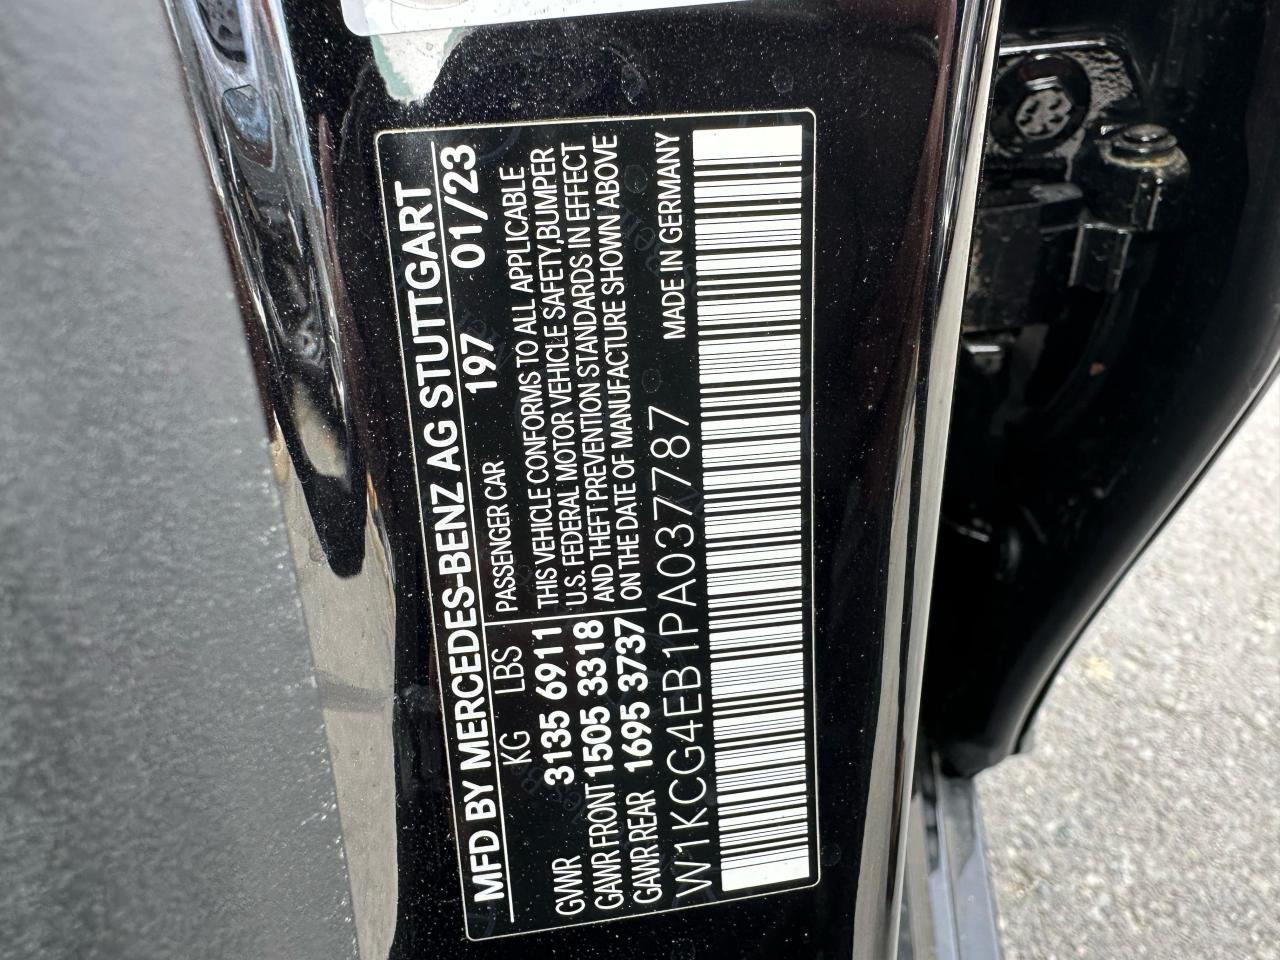 MFD BY MERCEDES-BENZ AG STUTTGART
KG LBS 197 01/23
GVWR 3135 6911
GAWR FRONT 1505 3318
GAWR REAR 1695 3737
PASSENGER CAR
THIS VEHICLE CONFORMS TO ALL APPLICABLE
U.S. FEDERAL MOTOR VEHICLE SAFETY,BUMPER
AND THEFT PREVENTION STANDARDS IN EFFECT
ON THE DATE OF MANUFACTURE SHOWN ABOVE
W1KCG4EB1PA037787 MADE IN GERMANY